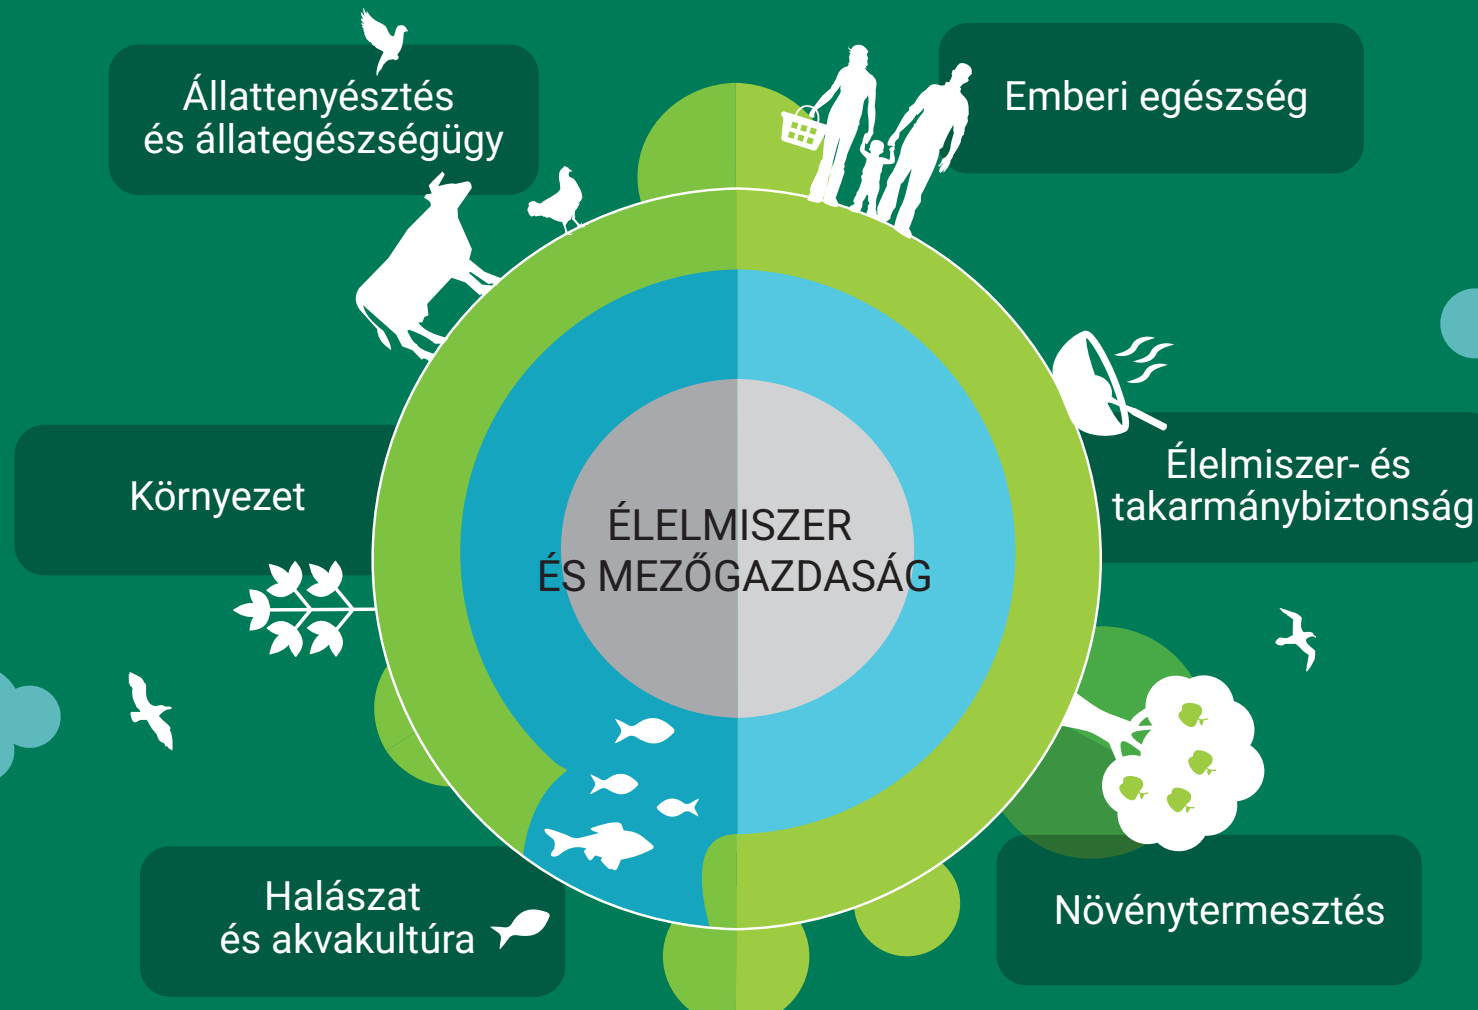 Állattenyésztés
és állategészségügy
Emberi egészség
Környezet
Élelmiszer- és
takarmánybiztonság
ÉLELMISZER
ÉS MEZŐGAZDASÁG
Halászat
és akvakultúra
Növénytermesztés